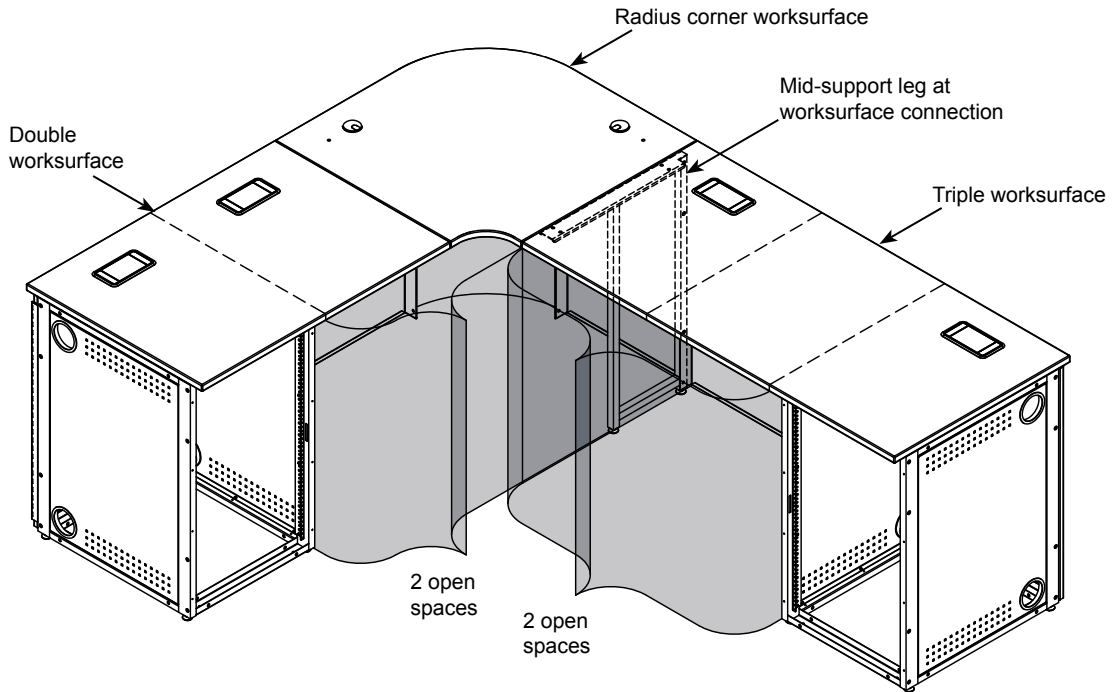 Radius corner worksurface
Mid-support leg at
worksurface connection
Double
worksurface
Triple worksurface
2 open
spaces
2 open
spaces